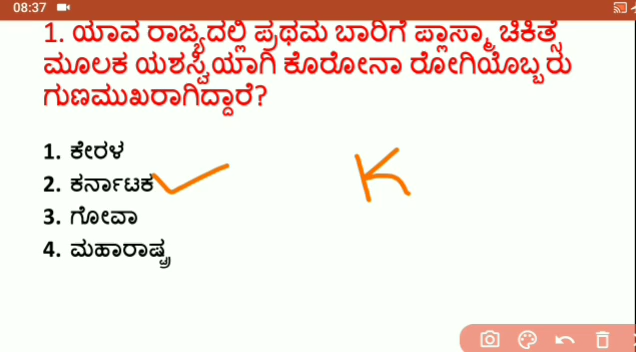 08:37
1. ಯಾವ ರಾಜ್ಯದಲ್ಲಿ ಪ್ರಥಮ ಬಾರಿಗೆ ಪ್ಲಾಸ್ಮಾ ಚಿಕಿತ್ಸೆ
ಮೂಲಕ ಯಶಸ್ವಿಯಾಗಿ ಕೊರೋನಾ ರೋಗಿಯೊಬ್ಬರು
ಗುಣಮುಖರಾಗಿದ್ದಾರೆ?
1. ಕೇರಳ
2. ಕರ್ನಾಟಕ
K
3. ಗೋವಾ
4. ಮಹಾರಾಷ್ಟ್ರ